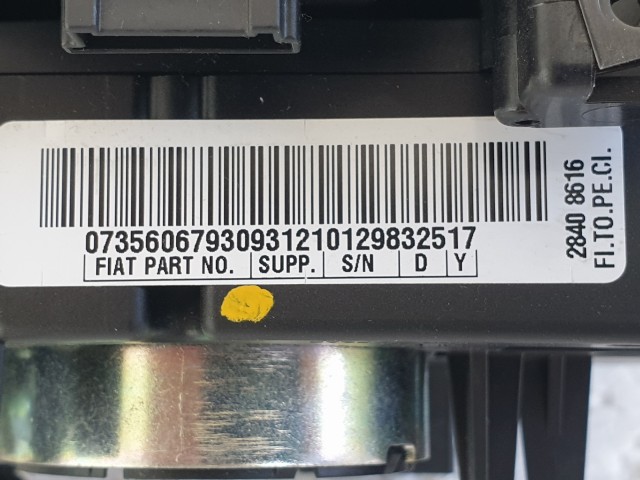 07356067930931210129832517
FIAT PART NO. SUPP. S/N D Y
2840 8616
FI.TO.PE.CI.